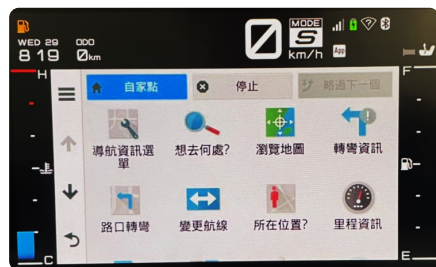 WED 29
8 19
ODO
0km
0
MODE
S
km/h
App
H
F
自家點
停止
略過下一個
導航資訊選
單
想去何處?
瀏覽地圖
轉彎資訊
路口轉彎
變更航線
所在位置?
里程資訊
C
E